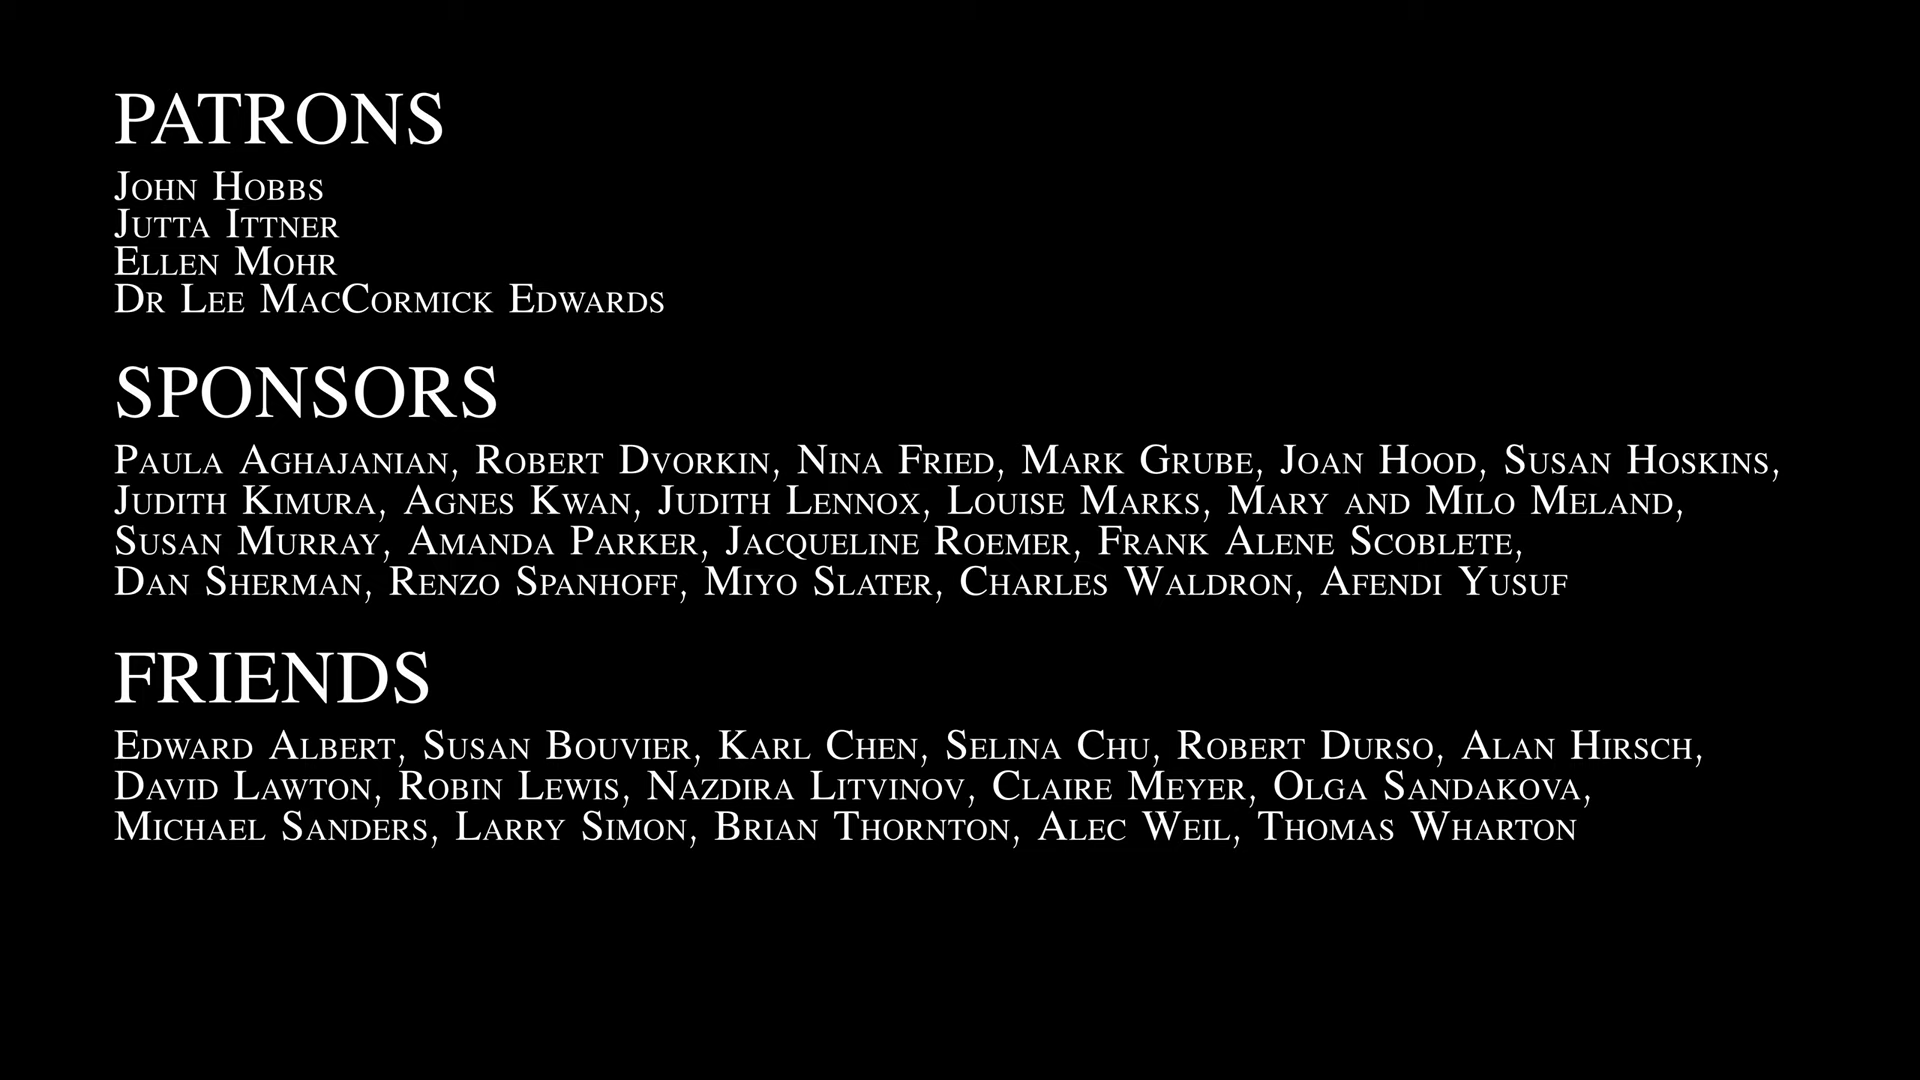 PATRONS
John Hobbs
Jutta Ittner
Ellen Mohr
Dr Lee MacCormick Edwards
SPONSORS
Paula Aghajanian, Robert Dvorkin, Nina Fried, Mark Grube, Joan Hood, Susan Hoskins,
Judith Kimura, Agnes Kwan, Judith Lennox, Louise Marks, Mary and Milo Meland,
Susan Murray, Amanda Parker, Jacqueline Roemer, Frank Alene Scoblete,
Dan Sherman, Renzo Spanhoff, Miyo Slater, Charles Waldron, Afendi Yusuf
FRIENDS
Edward Albert, Susan Bouvier, Karl Chen, Selina Chu, Robert Durso, Alan Hirsch,
David Lawton, Robin Lewis, Nazdira Litvinov, Claire Meyer, Olga Sandakova,
Michael Sanders, Larry Simon, Brian Thornton, Alec Weil, Thomas Wharton